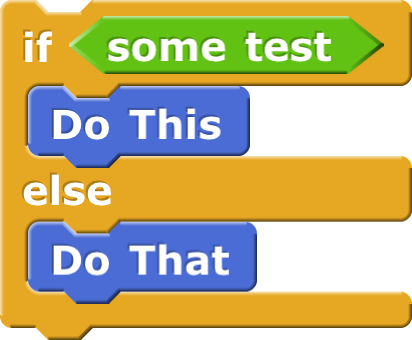 if some test
Do This
else
Do That